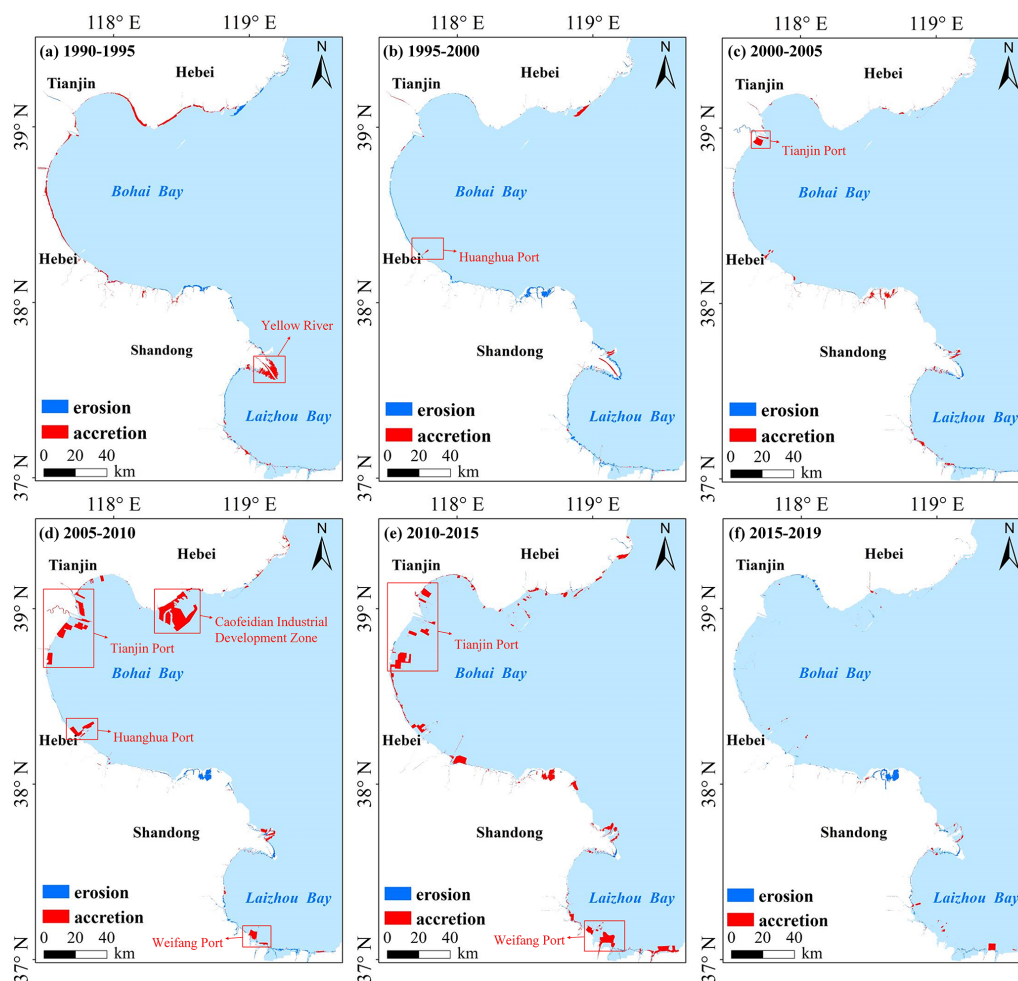 118° E 119° E
118° E 119° E
118° E 119° E
(a) 1990-1995
N
Hebei
Tianjin
39° N
Bohai Bay
Hebei
38° N
Yellow River
Shandong
erosion
Laizhou Bay
accretion
0 20 40
km
37° N
(b) 1995-2000
N
Hebei
Tianjin
39° N
Bohai Bay
Hebei
Huanghua Port
38° N
Shandong
erosion
Laizhou Bay
accretion
0 20 40
km
37° N
(c) 2000-2005
N
Hebei
Tianjin
39° N
Tianjin Port
Bohai Bay
Hebei
38° N
Shandong
erosion
Laizhou Bay
accretion
0 20 40
km
37° N
118° E 119° E
118° E 119° E
118° E 119° E
(d) 2005-2010
N
Hebei
Tianjin
39° N
Caofeidian Industrial
Development Zone
Tianjin Port
Bohai Bay
Hebei
Huanghua Port
38° N
Shandong
erosion
Laizhou Bay
accretion
Weifang Port
0 20 40
km
37° N
(e) 2010-2015
N
Hebei
Tianjin
39° N
Tianjin Port
Bohai Bay
Hebei
38° N
Shandong
erosion
Laizhou Bay
accretion
Weifang Port
0 20 40
km
37° N
(f) 2015-2019
N
Hebei
Tianjin
39° N
Bohai Bay
Hebei
38° N
Shandong
erosion
Laizhou Bay
accretion
0 20 40
km
37° N